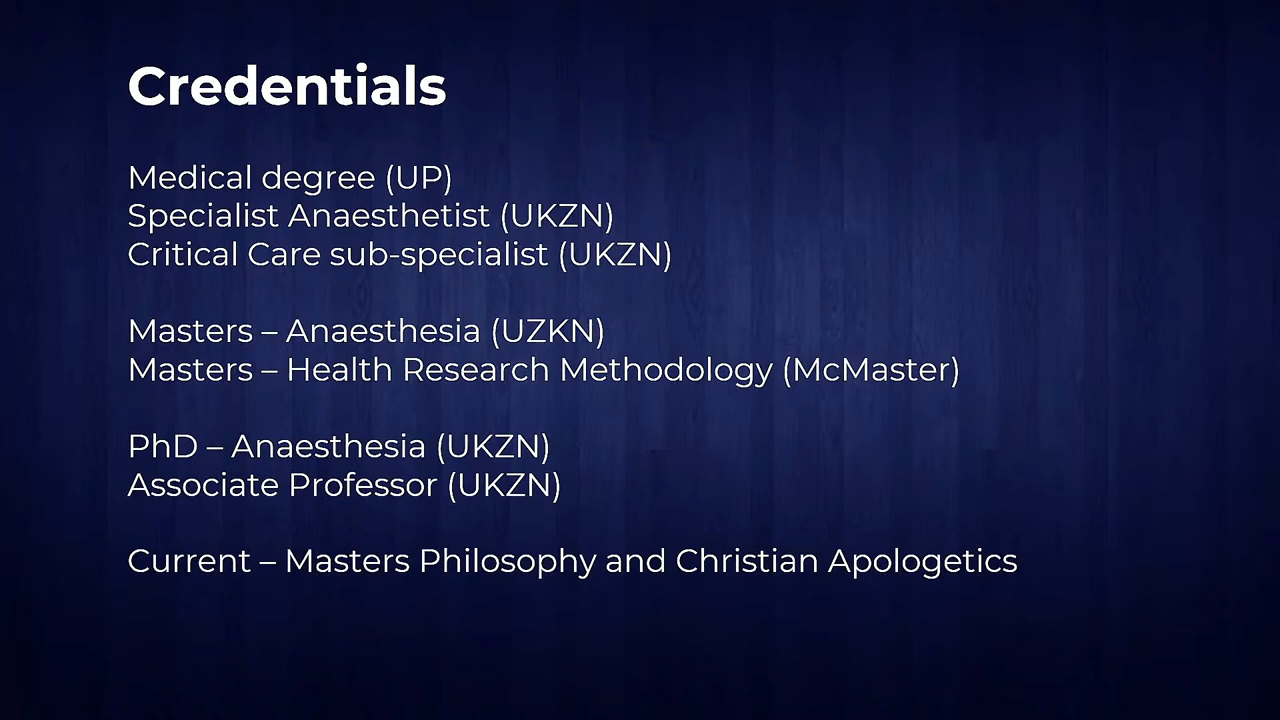 Credentials
Medical degree (UP)
Specialist Anaesthetist (UKZN)
Critical Care sub-specialist (UKZN)
Masters – Anaesthesia (UZKN)
Masters – Health Research Methodology (McMaster)
PhD – Anaesthesia (UKZN)
Associate Professor (UKZN)
Current – Masters Philosophy and Christian Apologetics